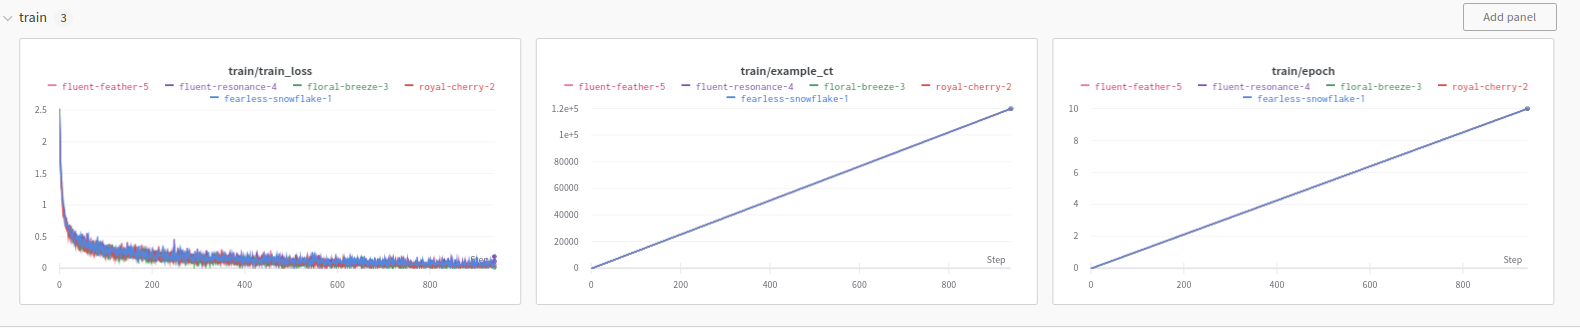 train 3
Add panel
train/train_loss
fluent-feather-5 fluent-resonance-4 floral-breeze-3 royal-cherry-2
fearless-snowflake-1
2.5
2
1.5
1
0.5
0
Step
0 200 400 600 800
train/example_ct
fluent-feather-5 fluent-resonance-4 floral-breeze-3 royal-cherry-2
fearless-snowflake-1
1.2e+5
1e+5
80000
60000
40000
20000
0
Step
0 200 400 600 800
train/epoch
fluent-feather-5 fluent-resonance-4 floral-breeze-3 royal-cherry-2
fearless-snowflake-1
10
8
6
4
2
0
Step
0 200 400 600 800